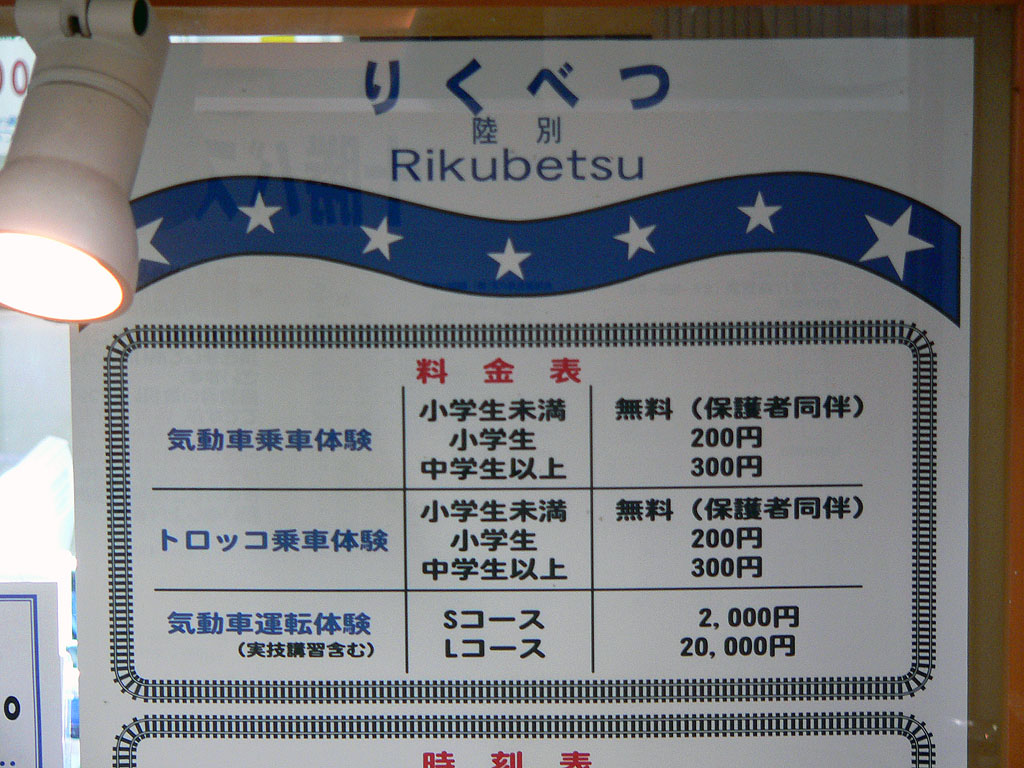 りくべつ
陸別
Rikubetsu
料金表
気動車乗車体験
小学生未満 無料（保護者同伴）
小学生 200円
中学生以上 300円
トロッコ乗車体験
小学生未満 無料（保護者同伴）
小学生 200円
中学生以上 300円
気動車運転体験
（実技講習含む）
Sコース 2,000円
Lコース 20,000円
時刻表